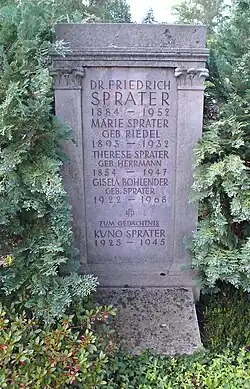 DR. FRIEDRICH
SPRATER
1884 – 1952
MARIE SPRATER
GEB. RIEDEL
1893 – 1932
THERESE SPRATER
GEB. HERRMANN
1854 – 1947
GISELA BOHLENDER
GEB. SPRATER
1922 – 1968
ZUM GEDÄCHTNIS
KUNO SPRATER
1925 – 1945